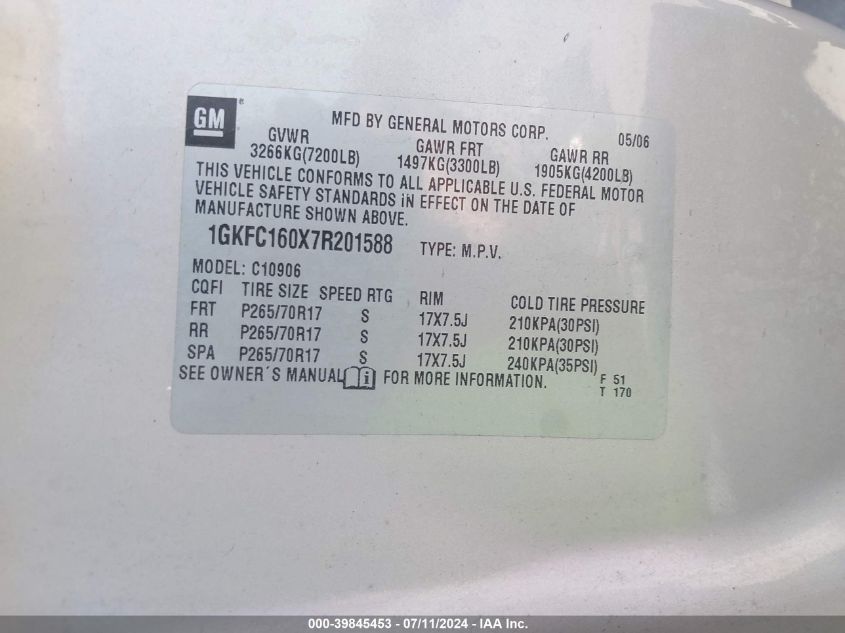 GM®
MFD BY GENERAL MOTORS CORP. 05/06
GVWR GAWR FRT GAWR RR
3266KG(7200LB) 1497KG(3300LB) 1905KG(4200LB)
THIS VEHICLE CONFORMS TO ALL APPLICABLE U.S. FEDERAL MOTOR
VEHICLE SAFETY STANDARDS IN EFFECT ON THE DATE OF
MANUFACTURE SHOWN ABOVE.
1GKFC160X7R201588 TYPE: M.P.V.
MODEL: C10906
CQFI TIRE SIZE SPEED RTG RIM COLD TIRE PRESSURE
FRT P265/70R17 S 17X7.5J 210KPA(30PSI)
RR P265/70R17 S 17X7.5J 210KPA(30PSI)
SPA P265/70R17 S 17X7.5J 240KPA(35PSI)
SEE OWNER'S MANUAL i FOR MORE INFORMATION. F 51
T 170
000-39845453 - 07/11/2024 - IAA Inc.